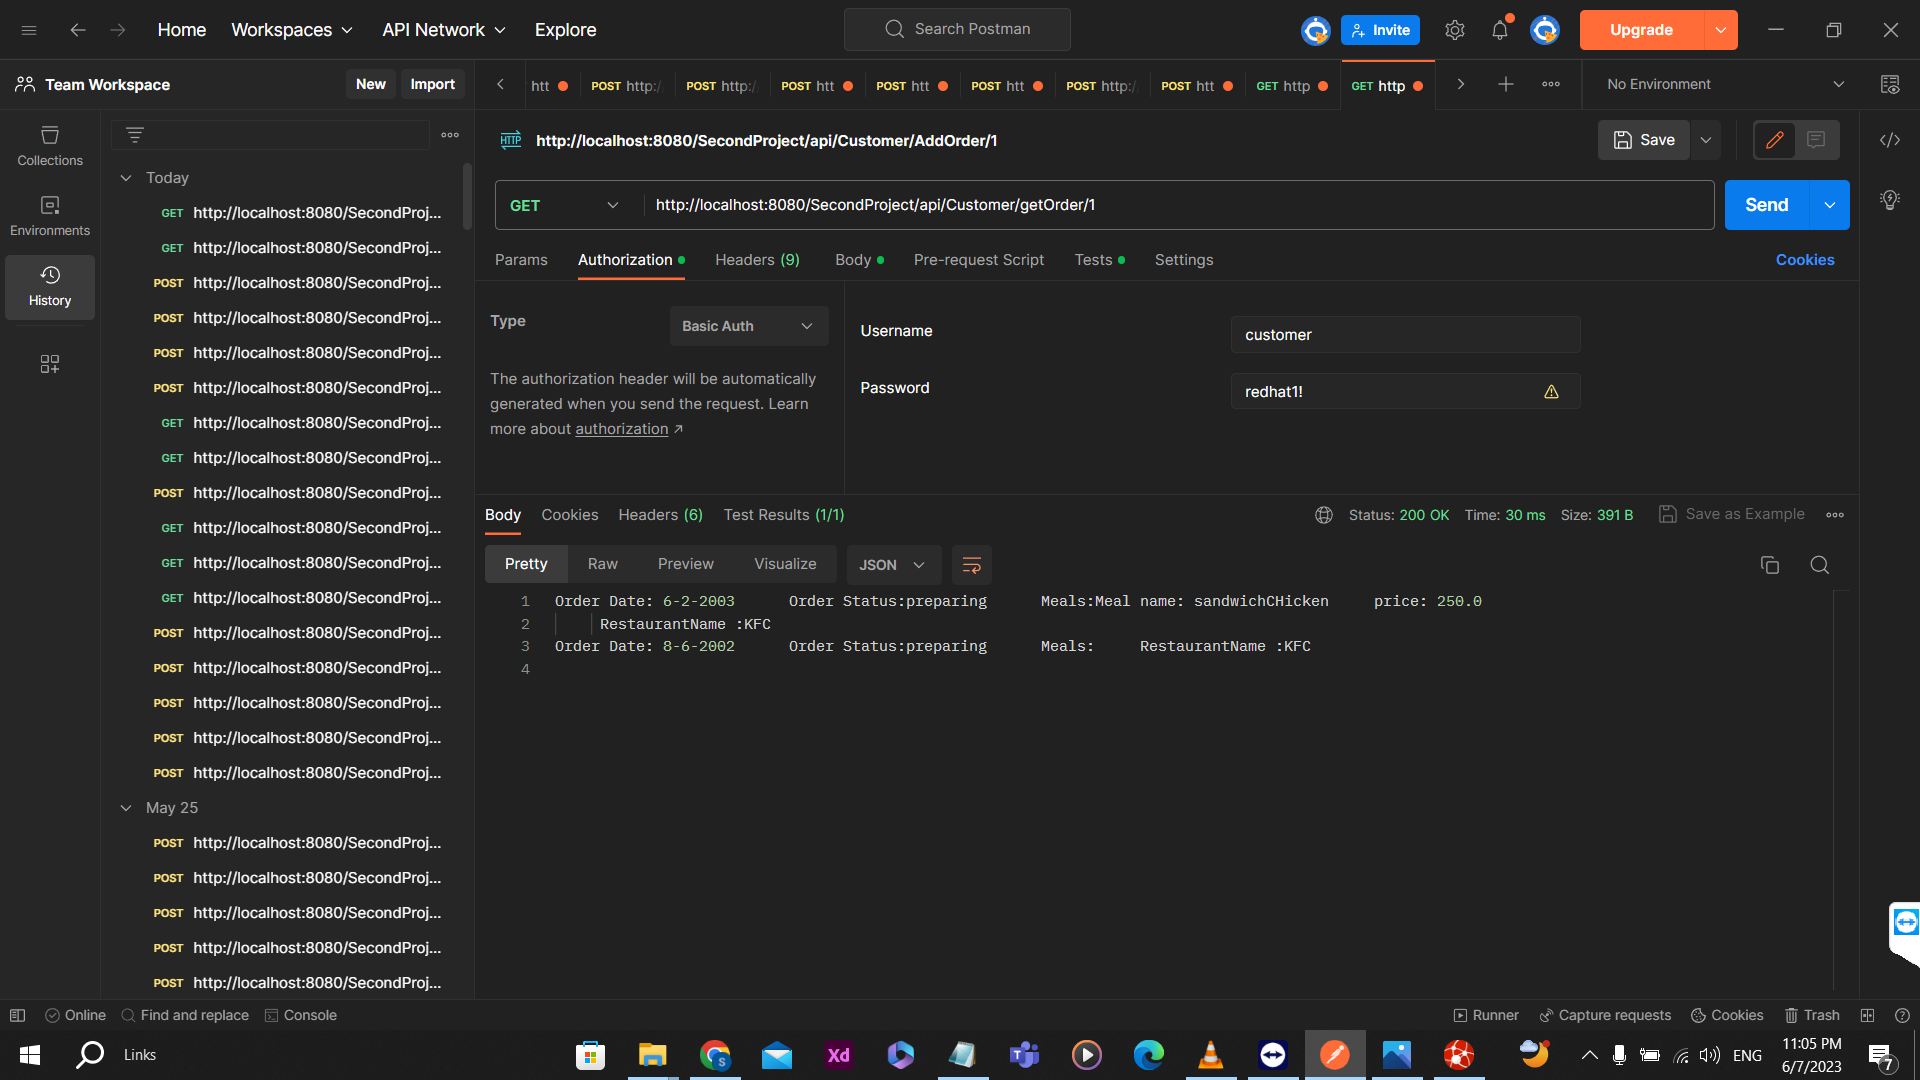 Home Workspaces API Network Explore Search Postman Invite Upgrade
Team Workspace New Import htt POST http:/ POST http:/ POST htt POST htt POST htt POST http:/ POST htt GET http GET http No Environment
Collections
Environments
History
Today
GET http://localhost:8080/SecondProj...
GET http://localhost:8080/SecondProj...
POST http://localhost:8080/SecondProj...
POST http://localhost:8080/SecondProj...
POST http://localhost:8080/SecondProj...
POST http://localhost:8080/SecondProj...
GET http://localhost:8080/SecondProj...
GET http://localhost:8080/SecondProj...
POST http://localhost:8080/SecondProj...
GET http://localhost:8080/SecondProj...
GET http://localhost:8080/SecondProj...
GET http://localhost:8080/SecondProj...
POST http://localhost:8080/SecondProj...
POST http://localhost:8080/SecondProj...
POST http://localhost:8080/SecondProj...
POST http://localhost:8080/SecondProj...
POST http://localhost:8080/SecondProj...
May 25
POST http://localhost:8080/SecondProj...
POST http://localhost:8080/SecondProj...
POST http://localhost:8080/SecondProj...
POST http://localhost:8080/SecondProj...
POST http://localhost:8080/SecondProj...
HTTP http://localhost:8080/SecondProject/api/Customer/AddOrder/1 Save
GET http://localhost:8080/SecondProject/api/Customer/getOrder/1 Send
Params Authorization Headers (9) Body Pre-request Script Tests Settings Cookies
Type Basic Auth
The authorization header will be automatically
generated when you send the request. Learn
more about authorization ↗
Username customer
Password redhat1!
Body Cookies Headers (6) Test Results (1/1) Status: 200 OK Time: 30 ms Size: 391 B Save as Example
Pretty Raw Preview Visualize JSON
1 Order Date: 6-2-2003 Order Status:preparing Meals:Meal name: sandwichCHicken price: 250.0
2 RestaurantName :KFC
3 Order Date: 8-6-2002 Order Status:preparing Meals: RestaurantName :KFC
4
Online Find and replace Console Runner Capture requests Cookies Trash
Links Xd S ENG 11:05 PM
6/7/2023 7